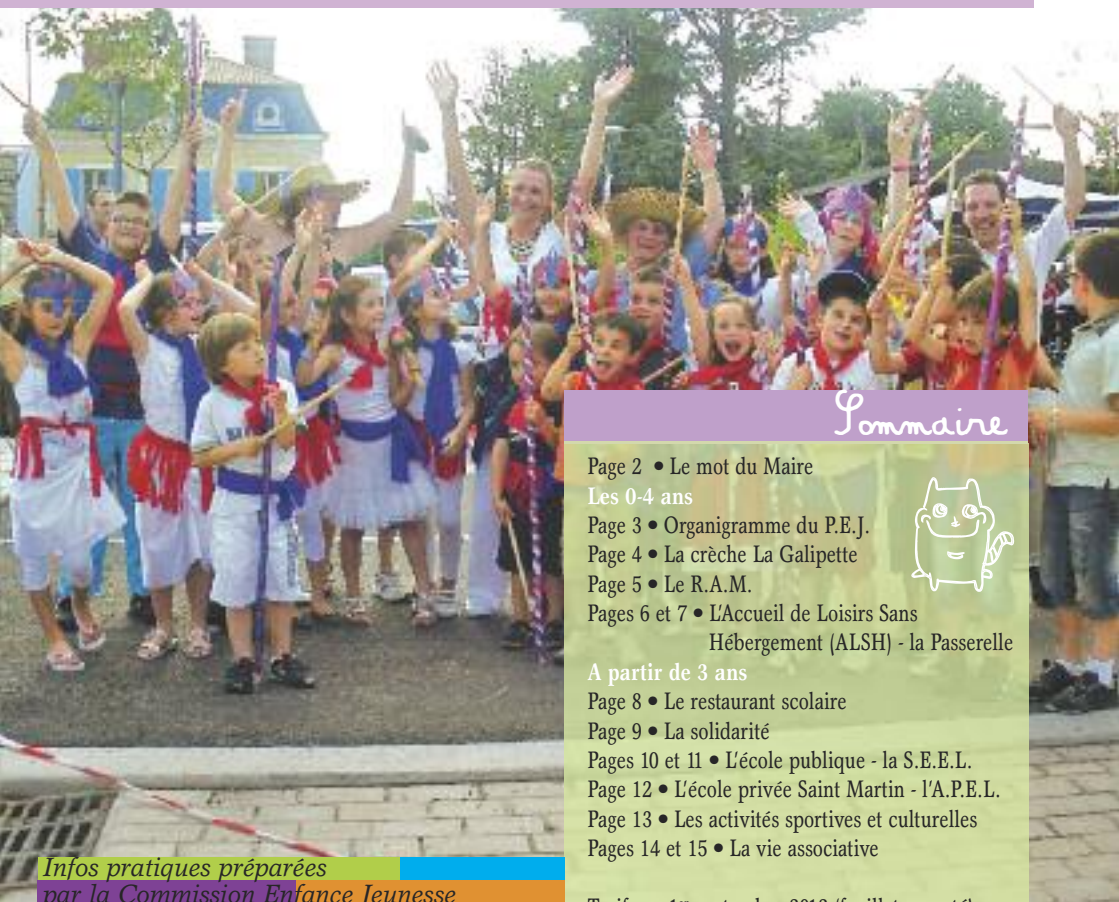 Sommaire
Page 2 • Le mot du Maire
Les 0-4 ans
Page 3 • Organigramme du P.E.J.
Page 4 • La crèche La Galipette
Page 5 • Le R.A.M.
Pages 6 et 7 • L'Accueil de Loisirs Sans
Hébergement (ALSH) - la Passerelle
A partir de 3 ans
Page 8 • Le restaurant scolaire
Page 9 • La solidarité
Pages 10 et 11 • L'école publique - la S.E.E.L.
Page 12 • L'école privée Saint Martin - l'A.P.E.L.
Page 13 • Les activités sportives et culturelles
Pages 14 et 15 • La vie associative
Infos pratiques préparées
par la Commission Enfance Jeunesse